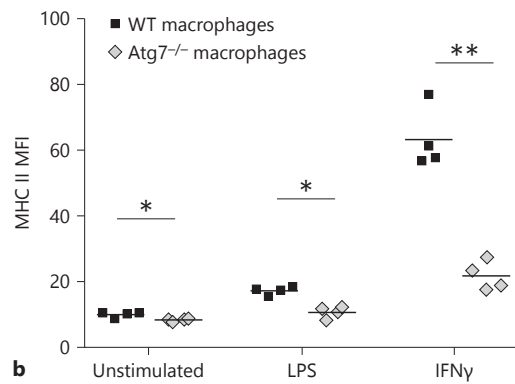 WT macrophages
Atg7–/– macrophages
MHC II MFI
100
80
60
40
20
0
*
*
**
Unstimulated
LPS
IFNγ
b